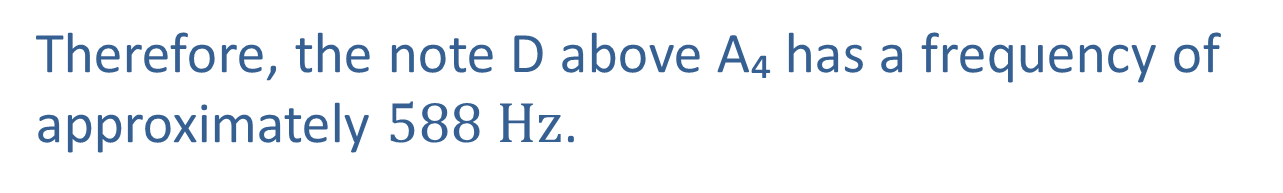 Therefore, the note D above A₄ has a frequency of
approximately 588 Hz.